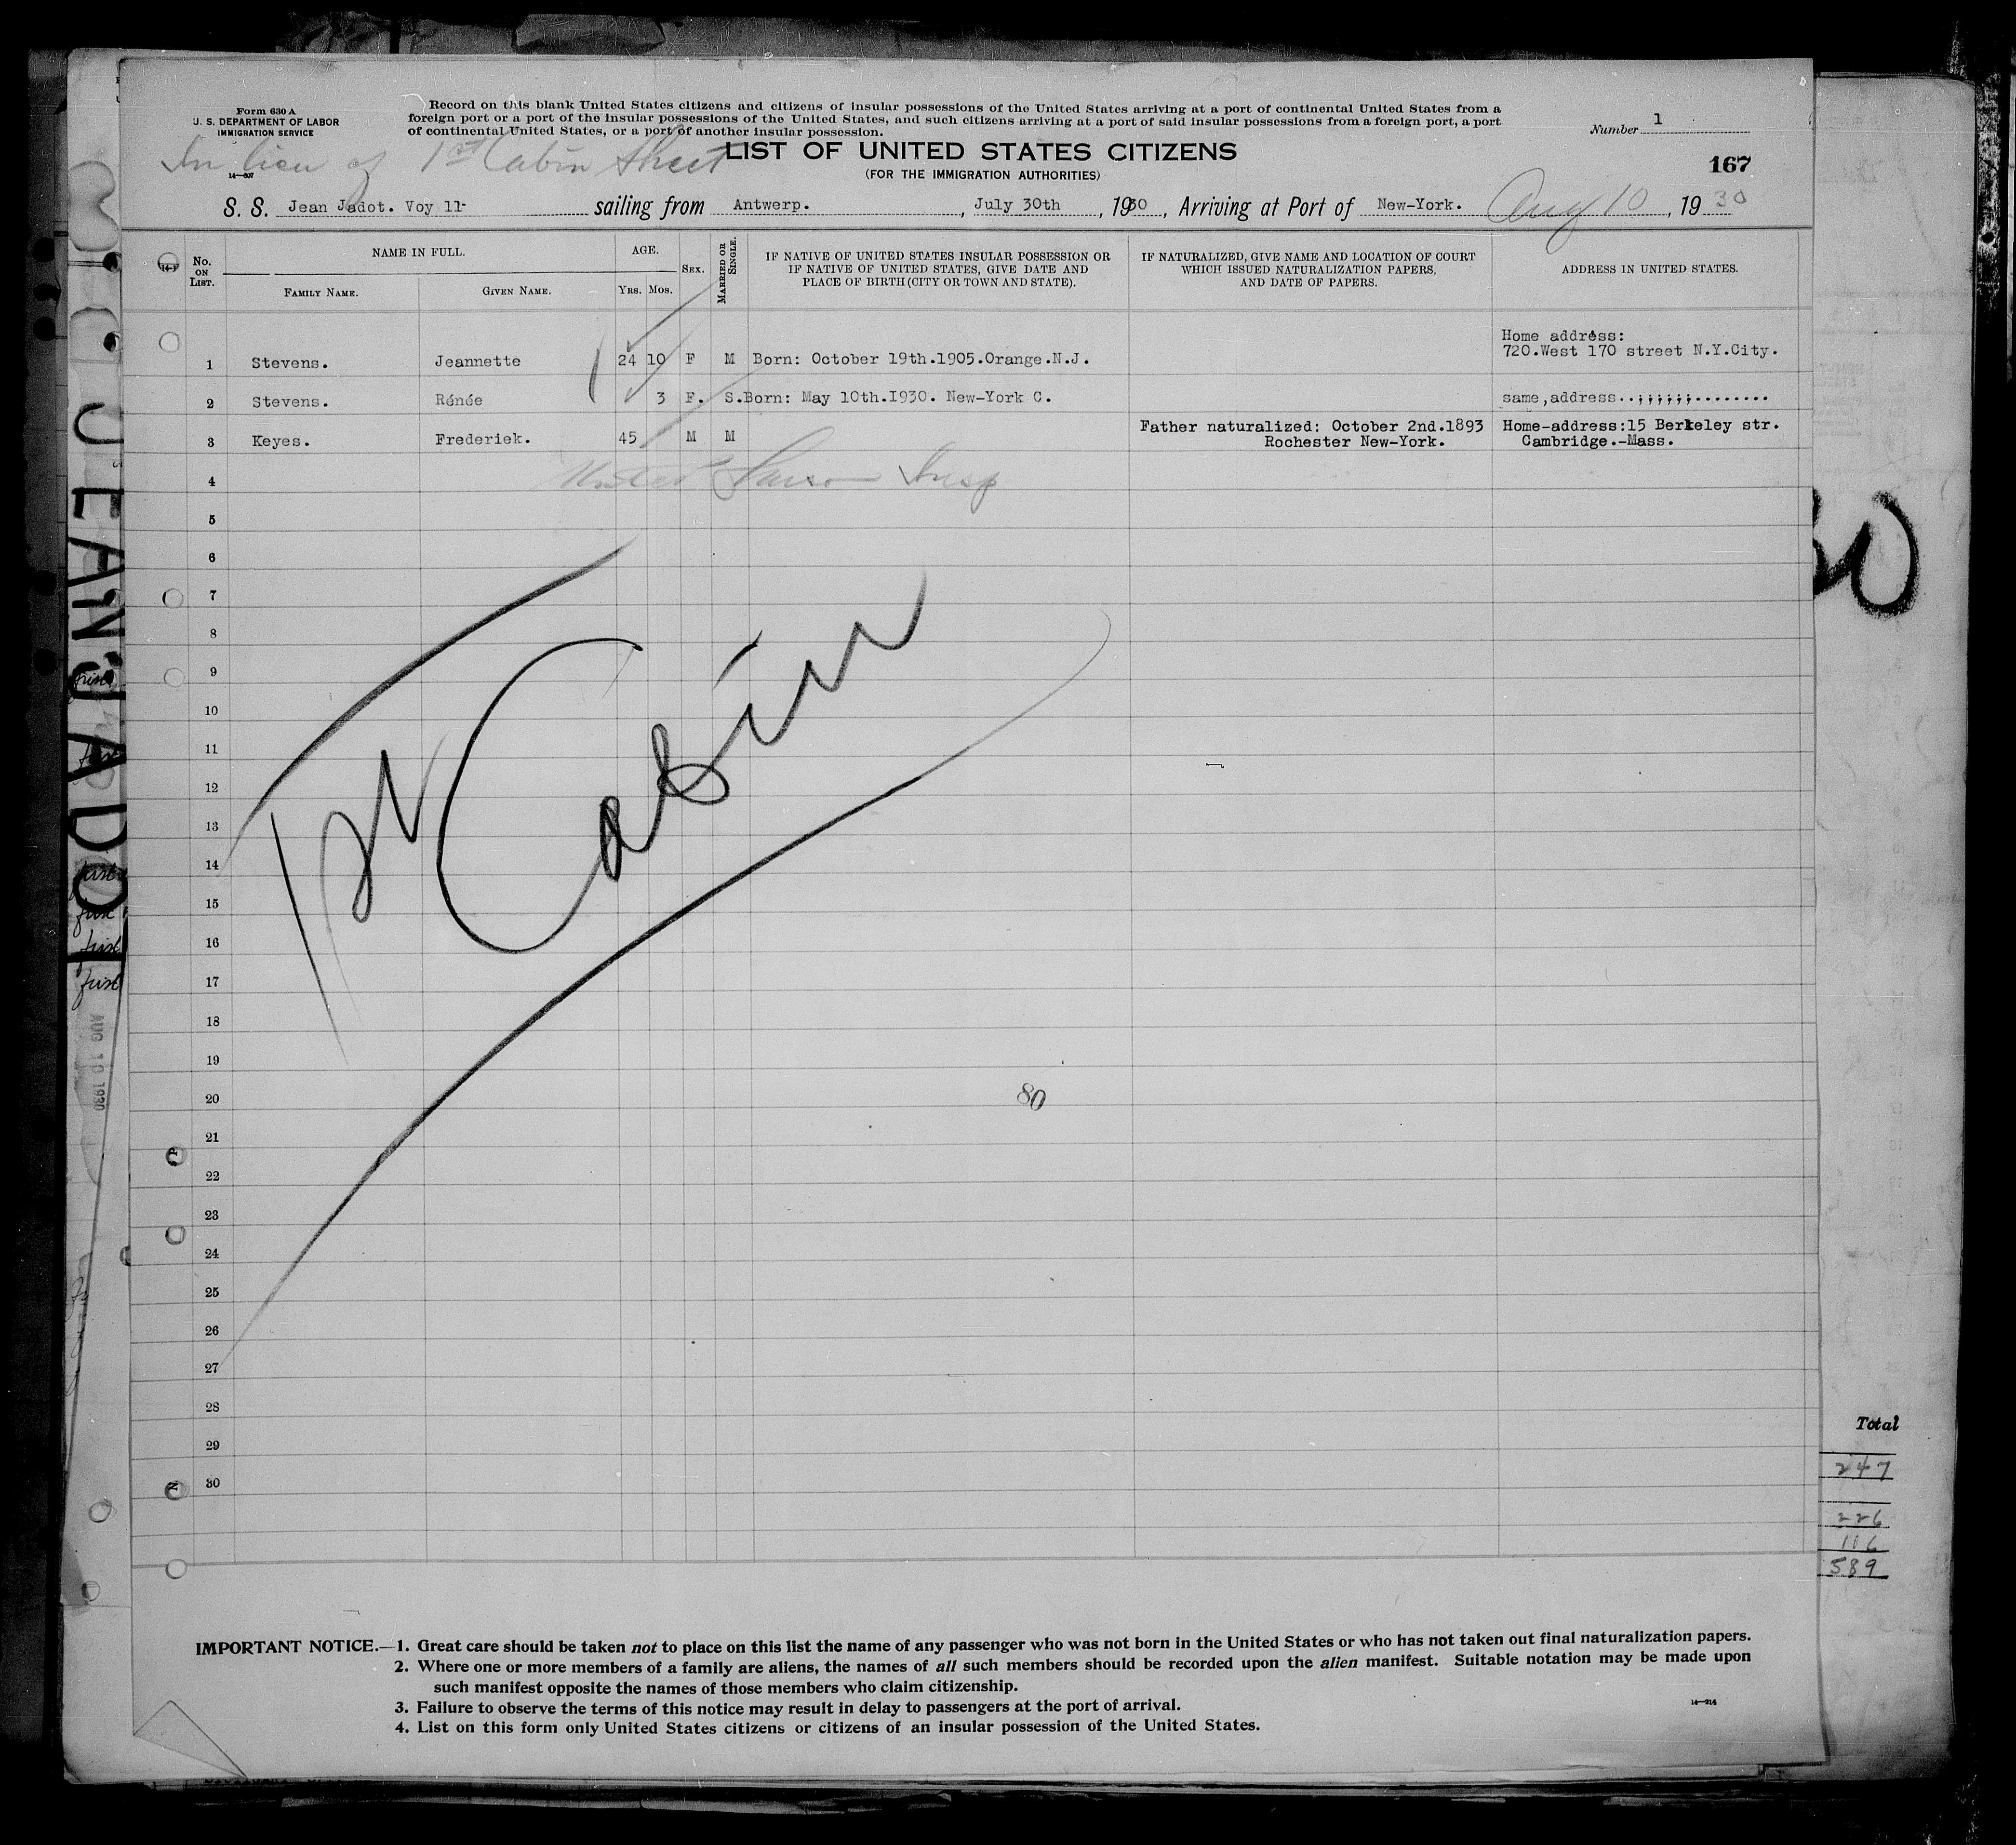 Form 630 A
U. S. DEPARTMENT OF LABOR
IMMIGRATION SERVICE
14—607
Record on this blank United States citizens and citizens of insular possessions of the United States arriving at a port of continental United States from a
foreign port or a port of the insular possessions of the United States, and such citizens arriving at a port of said insular possessions from a foreign port, a port
of continental United States, or a port of another insular possession.
Number 1
In lieu of 1st Cabin Sheet
LIST OF UNITED STATES CITIZENS
(FOR THE IMMIGRATION AUTHORITIES)
167
S. S. Jean Jadot. Voy 11- sailing from Antwerp. , July 30th , 1930 , Arriving at Port of New-York. Aug 10 , 19 30
No. ON LIST. NAME IN FULL. AGE. SEX. MARRIED OR SINGLE. IF NATIVE OF UNITED STATES INSULAR POSSESSION OR IF NATIVE OF UNITED STATES, GIVE DATE AND PLACE OF BIRTH (CITY OR TOWN AND STATE). IF NATURALIZED, GIVE NAME AND LOCATION OF COURT WHICH ISSUED NATURALIZATION PAPERS, AND DATE OF PAPERS. ADDRESS IN UNITED STATES.
FAMILY NAME. GIVEN NAME. YRS. MOS.
Home address:
1 Stevens. Jeannette 24 10 F M Born: October 19th.1905.Orange.N.J. 720.West 170 street N.Y.City.
2 Stevens. Rénée 3 F. S. Born: May 10th.I930. New-York C. same,address..;;;;;;;........
Father naturalized: October 2nd.1893 Home-address:15 Berkeley str.
3 Keyes. Frederiek. 45 M M Rochester New-York. Cambridge.-Mass.
4
5
6
7
8
9
10
11
12
13
14
15
16
17
18
19
20
21
22
23
24
25
26
27
28
29
30
1st Cabin
80
JEAN JADOT
first
first
first
first
first
first
AUG 10 1930
Total
247
226
116
589
IMPORTANT NOTICE.—1. Great care should be taken not to place on this list the name of any passenger who was not born in the United States or who has not taken out final naturalization papers.
2. Where one or more members of a family are aliens, the names of all such members should be recorded upon the alien manifest. Suitable notation may be made upon
such manifest opposite the names of those members who claim citizenship.
3. Failure to observe the terms of this notice may result in delay to passengers at the port of arrival.
14—214
4. List on this form only United States citizens or citizens of an insular possession of the United States.